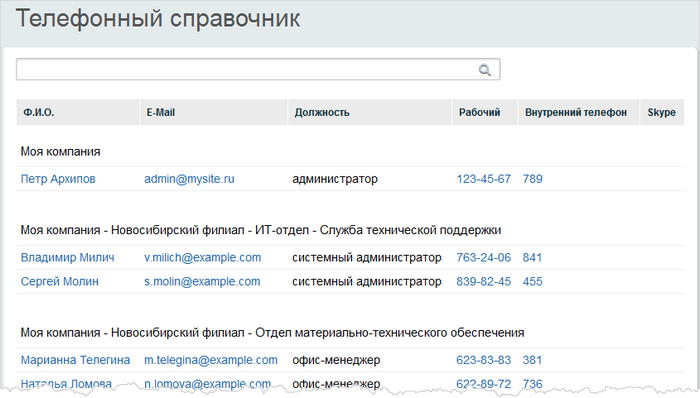 Телефонный справочник
Ф.И.О. E-Mail Должность Рабочий Внутренний телефон Skype
Моя компания
Петр Архипов admin@mysite.ru администратор 123-45-67 789
Моя компания - Новосибирский филиал - ИТ-отдел - Служба технической поддержки
Владимир Милич v.milich@example.com системный администратор 763-24-06 841
Сергей Молин s.molin@example.com системный администратор 839-82-45 455
Моя компания - Новосибирский филиал - Отдел материально-технического обеспечения
Марианна Телегина m.telegina@example.com офис-менеджер 623-83-83 381
Наталья Ломова n.lomova@example.com офис-менеджер 622-89-72 736